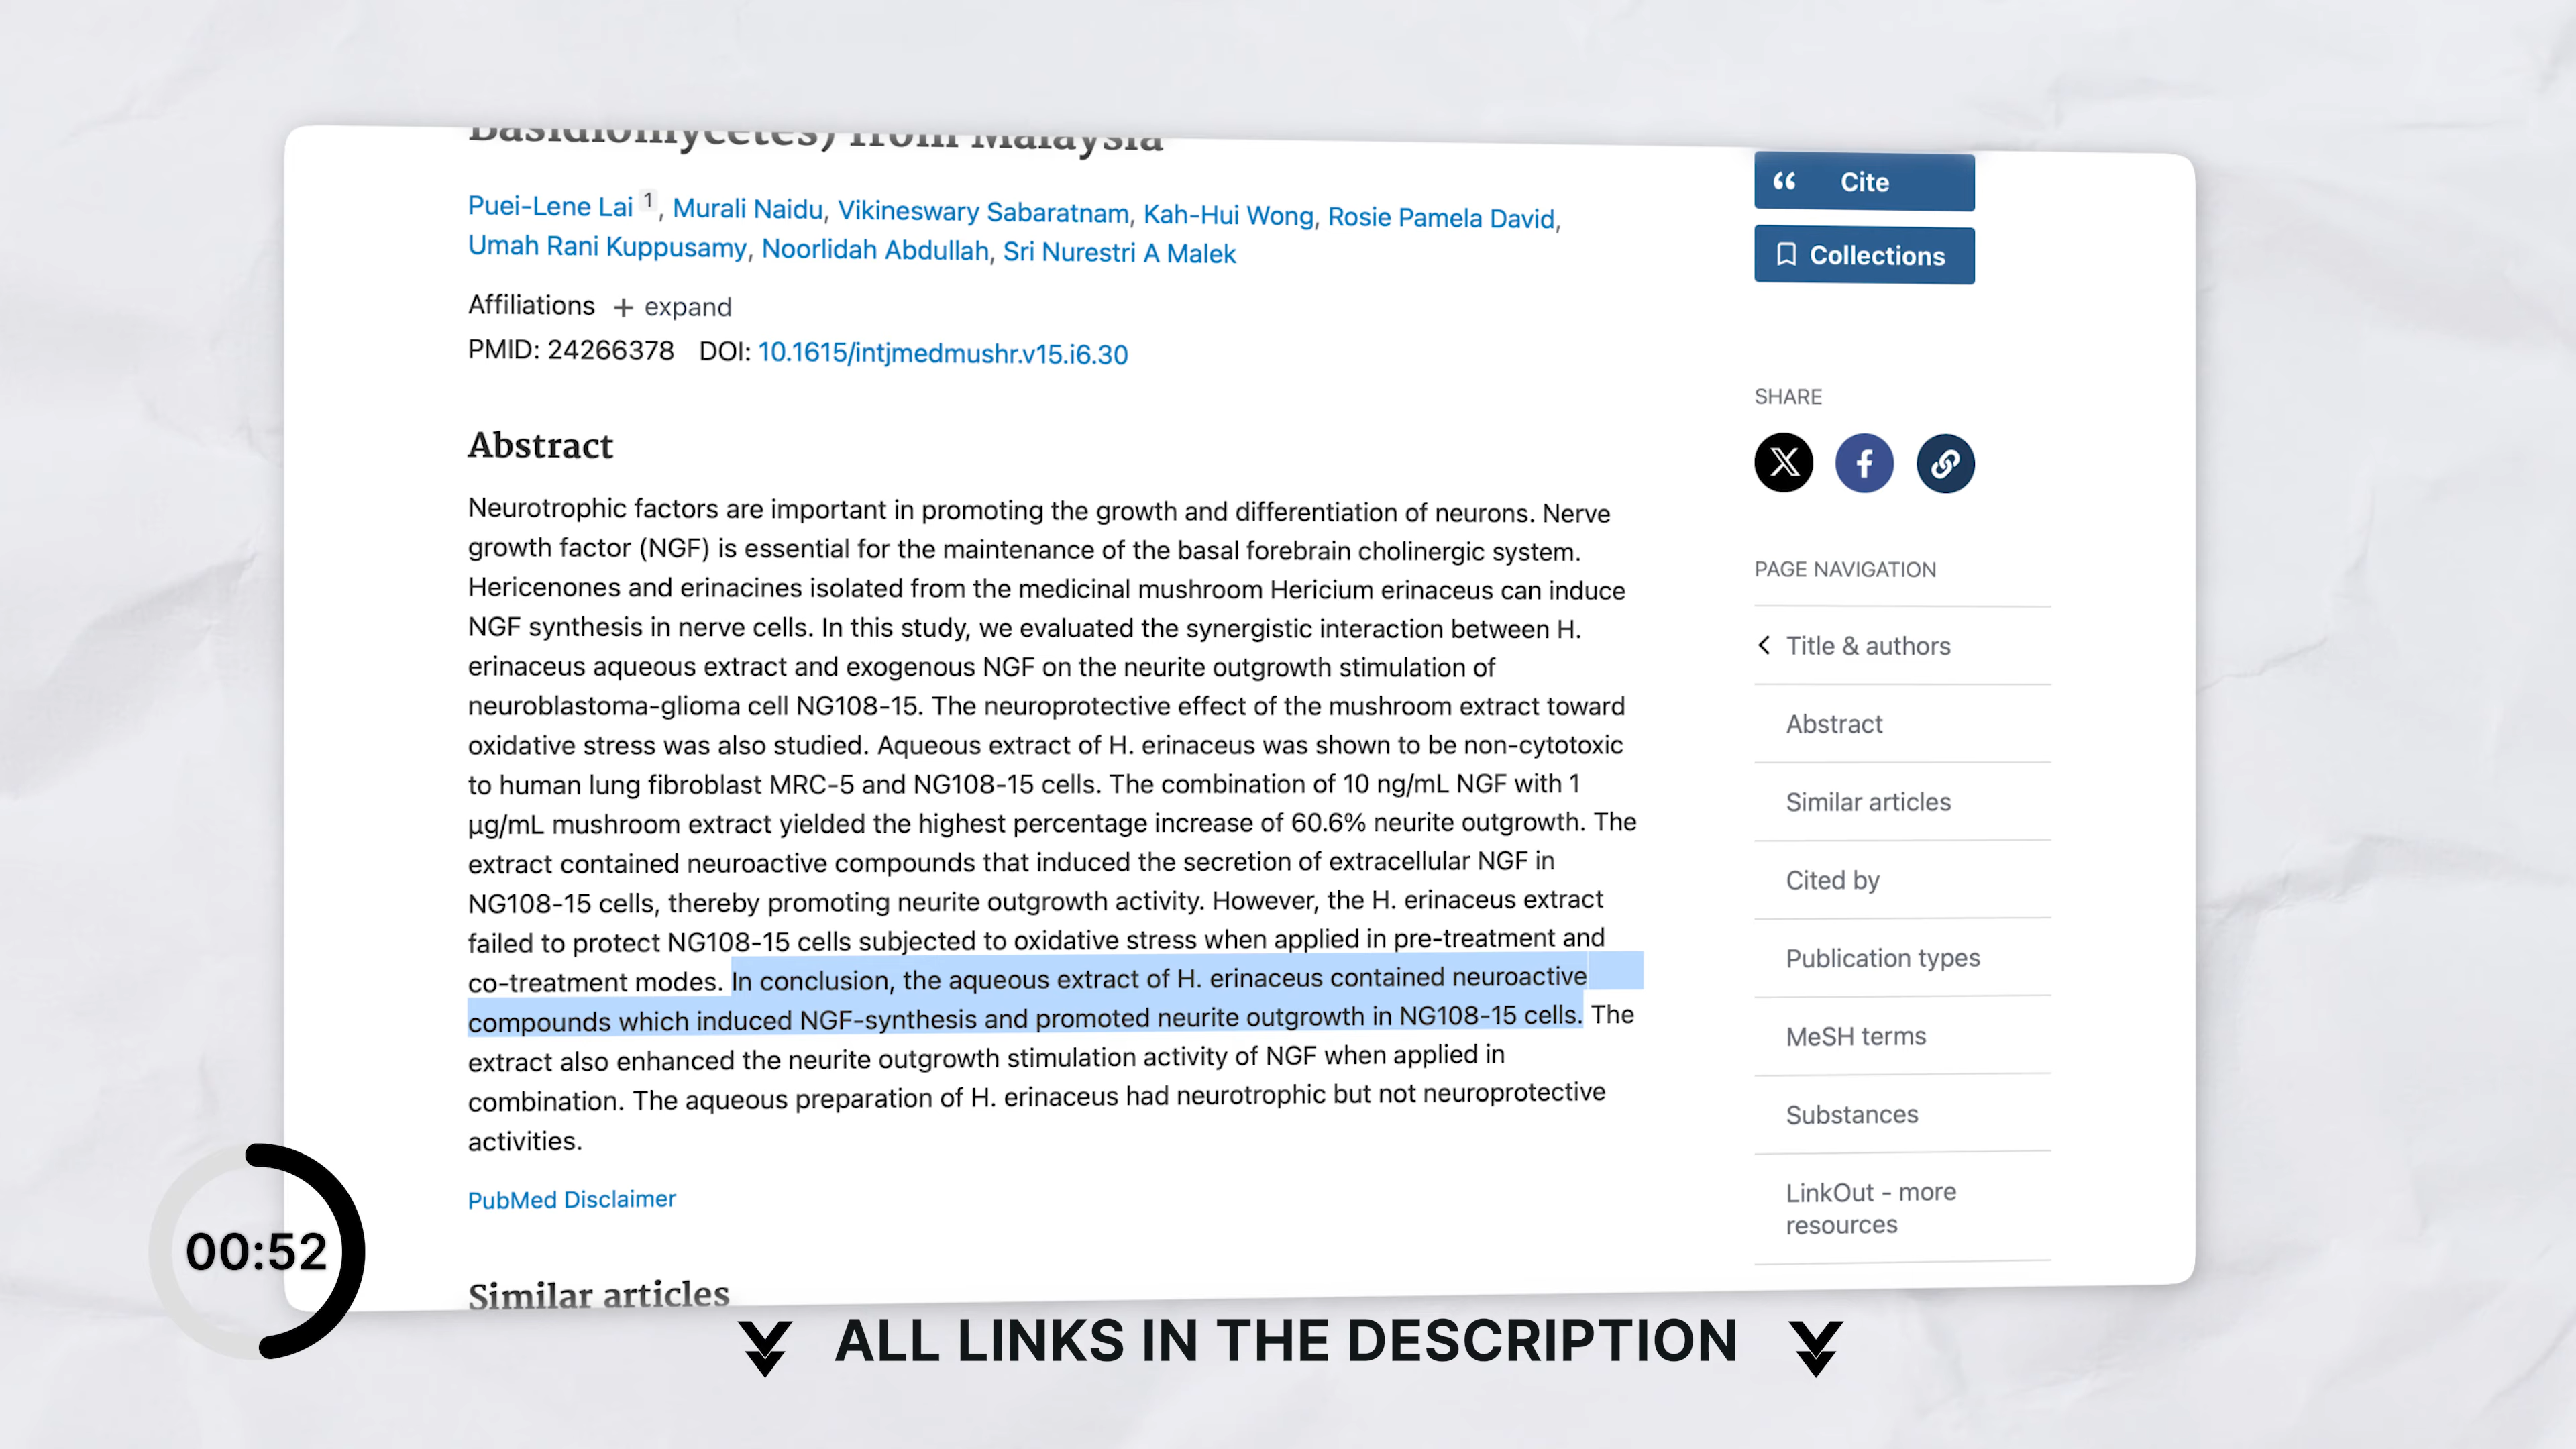 Basidiomycetes) from Malaysia
Puei-Lene Lai 1, Murali Naidu, Vikineswary Sabaratnam, Kah-Hui Wong, Rosie Pamela David,
Umah Rani Kuppusamy, Noorlidah Abdullah, Sri Nurestri A Malek
Affiliations + expand
PMID: 24266378 DOI: 10.1615/intjmedmushr.v15.i6.30
Abstract
Neurotrophic factors are important in promoting the growth and differentiation of neurons. Nerve
growth factor (NGF) is essential for the maintenance of the basal forebrain cholinergic system.
Hericenones and erinacines isolated from the medicinal mushroom Hericium erinaceus can induce
NGF synthesis in nerve cells. In this study, we evaluated the synergistic interaction between H.
erinaceus aqueous extract and exogenous NGF on the neurite outgrowth stimulation of
neuroblastoma-glioma cell NG108-15. The neuroprotective effect of the mushroom extract toward
oxidative stress was also studied. Aqueous extract of H. erinaceus was shown to be non-cytotoxic
to human lung fibroblast MRC-5 and NG108-15 cells. The combination of 10 ng/mL NGF with 1
μg/mL mushroom extract yielded the highest percentage increase of 60.6% neurite outgrowth. The
extract contained neuroactive compounds that induced the secretion of extracellular NGF in
NG108-15 cells, thereby promoting neurite outgrowth activity. However, the H. erinaceus extract
failed to protect NG108-15 cells subjected to oxidative stress when applied in pre-treatment and
co-treatment modes. In conclusion, the aqueous extract of H. erinaceus contained neuroactive
compounds which induced NGF-synthesis and promoted neurite outgrowth in NG108-15 cells. The
extract also enhanced the neurite outgrowth stimulation activity of NGF when applied in
combination. The aqueous preparation of H. erinaceus had neurotrophic but not neuroprotective
activities.
PubMed Disclaimer
Similar articles
Cite
Collections
SHARE
PAGE NAVIGATION
Title & authors
Abstract
Similar articles
Cited by
Publication types
MeSH terms
Substances
LinkOut - more
resources
00:52
ALL LINKS IN THE DESCRIPTION